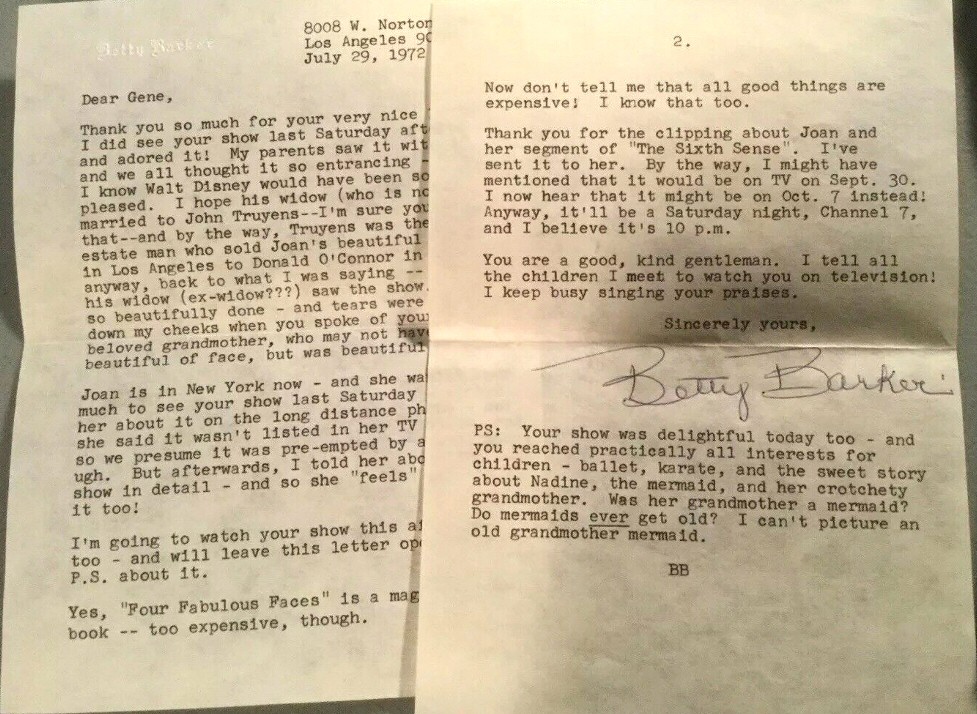 Betty Barker
8008 W. Norton
Los Angeles 90
July 29, 1972
Dear Gene,
Thank you so much for your very nice
I did see your show last Saturday aft
and adored it! My parents saw it wit
and we all thought it so entrancing -
I know Walt Disney would have been so
pleased. I hope his widow (who is no
married to John Truyens--I'm sure you
that--and by the way, Truyens was the
estate man who sold Joan's beautiful
in Los Angeles to Donald O'Connor in
anyway, back to what I was saying --
his widow (ex-widow???) saw the show.
so beautifully done - and tears were
down my cheeks when you spoke of your
beloved grandmother, who may not have
beautiful of face, but was beautiful
Joan is in New York now - and she wa
much to see your show last Saturday
her about it on the long distance ph
she said it wasn't listed in her TV
so we presume it was pre-empted by a
ugh. But afterwards, I told her abo
show in detail - and so she "feels"
it too!
I'm going to watch your show this af
too - and will leave this letter ope
P.S. about it.
Yes, "Four Fabulous Faces" is a mag
book -- too expensive, though.
2.
Now don't tell me that all good things are
expensive! I know that too.
Thank you for the clipping about Joan and
her segment of "The Sixth Sense". I've
sent it to her. By the way, I might have
mentioned that it would be on TV on Sept. 30.
I now hear that it might be on Oct. 7 instead!
Anyway, it'll be a Saturday night, Channel 7,
and I believe it's 10 p.m.
You are a good, kind gentleman. I tell all
the children I meet to watch you on television!
I keep busy singing your praises.
Sincerely yours,
Betty Barker
PS: Your show was delightful today too - and
you reached practically all interests for
children - ballet, karate, and the sweet story
about Nadine, the mermaid, and her crotchety
grandmother. Was her grandmother a mermaid?
Do mermaids ever get old? I can't picture an
old grandmother mermaid.
BB